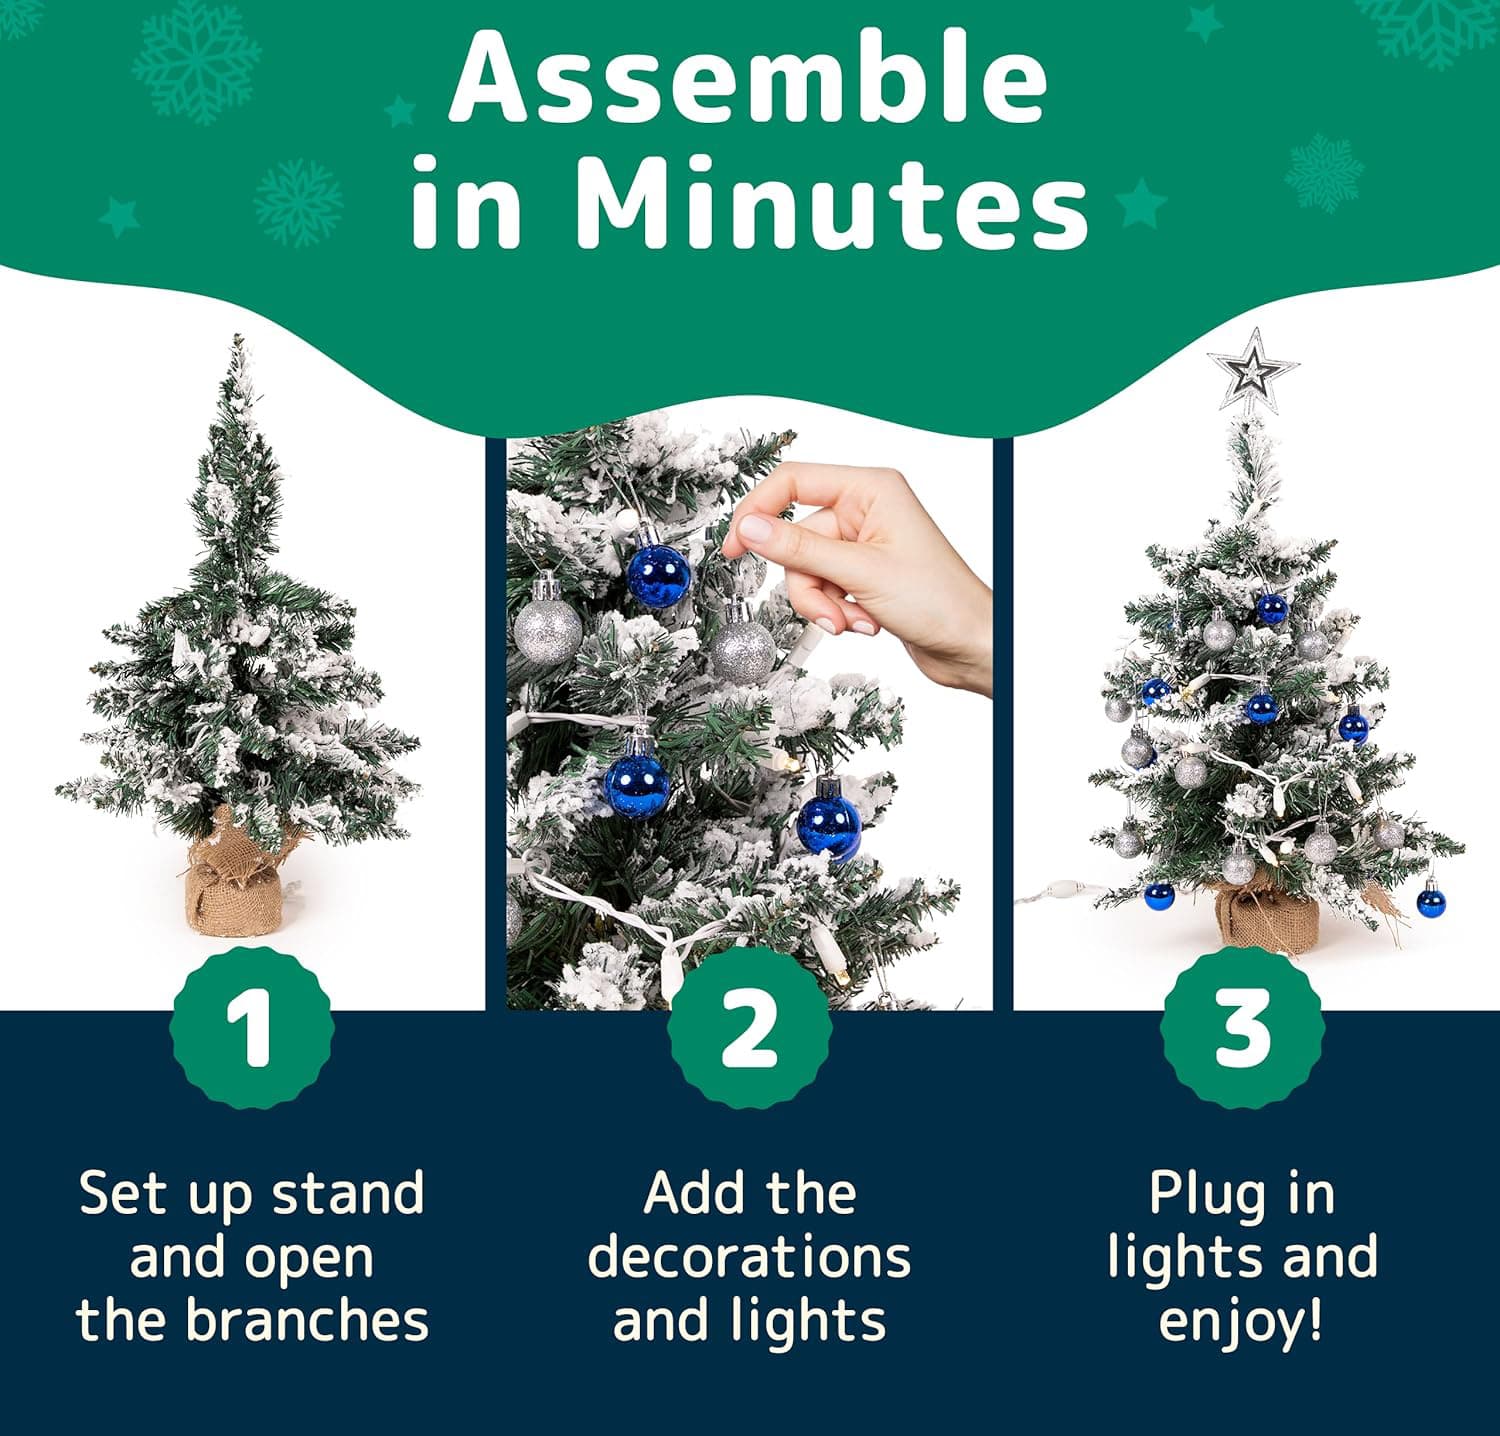 Assemble
in Minutes
1
Set up stand
and open
the branches
2
Add the
decorations
and lights
3
Plug in
lights and
enjoy!